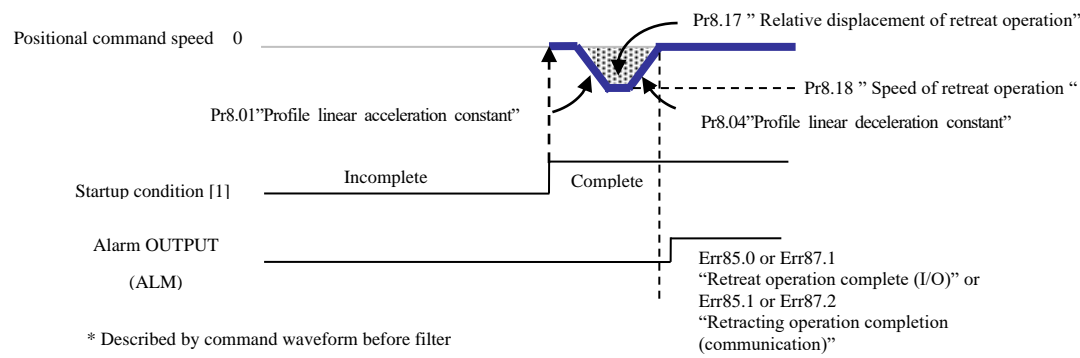 Pr8.17 ” Relative displacement of retreat operation”
Positional command speed 0
Pr8.18 ” Speed of retreat operation “
Pr8.01”Profile linear acceleration constant”
Pr8.04”Profile linear deceleration constant”
Incomplete
Complete
Startup condition [1]
Alarm OUTPUT
(ALM)
Err85.0 or Err87.1
“Retreat operation complete (I/O)” or
Err85.1 or Err87.2
“Retracting operation completion
(communication)”
* Described by command waveform before filter